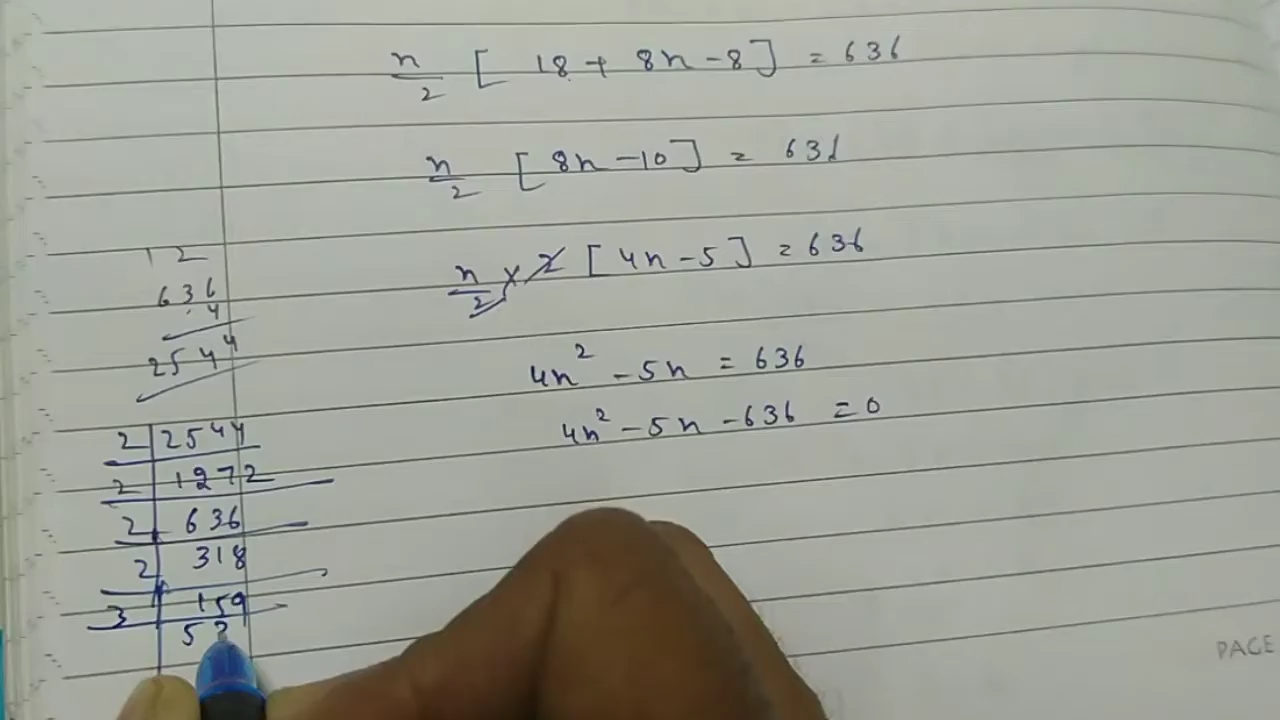 n/2 [ 18 + 8n - 8 ] = 636
n/2 [ 8n - 10 ] = 636
n/2 × 2 [ 4n - 5 ] = 636
4n² - 5n = 636
4n² - 5n - 636 = 0
1 2
636
4
2544
2 | 2544
2 | 1272
2 | 636
2 | 318
3 | 159
53
PAGE